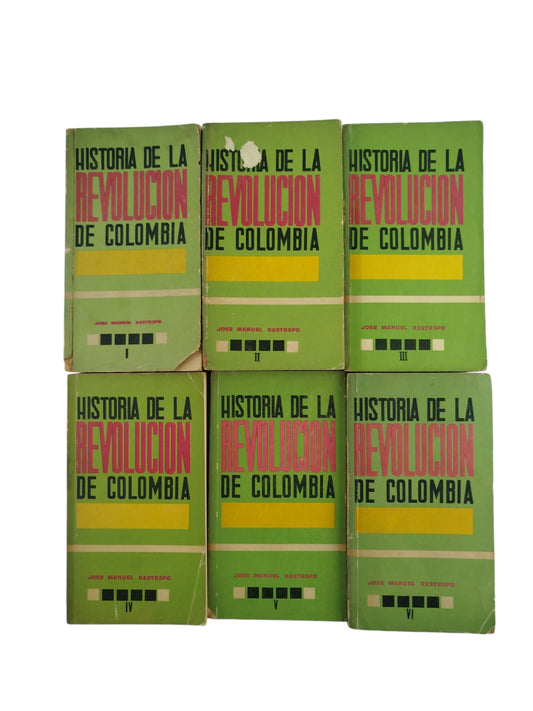 HISTORIA DE LA
REVOLUCION
DE COLOMBIA
JOSE MANUEL RESTREPO
I
HISTORIA DE LA
REVOLUCION
DE COLOMBIA
JOSE MANUEL RESTREPO
II
HISTORIA DE LA
REVOLUCION
DE COLOMBIA
JOSE MANUEL RESTREPO
III
HISTORIA DE LA
REVOLUCION
DE COLOMBIA
JOSE MANUEL RESTREPO
IV
HISTORIA DE LA
REVOLUCION
DE COLOMBIA
JOSE MANUEL RESTREPO
V
HISTORIA DE LA
REVOLUCION
DE COLOMBIA
JOSE MANUEL RESTREPO
VI